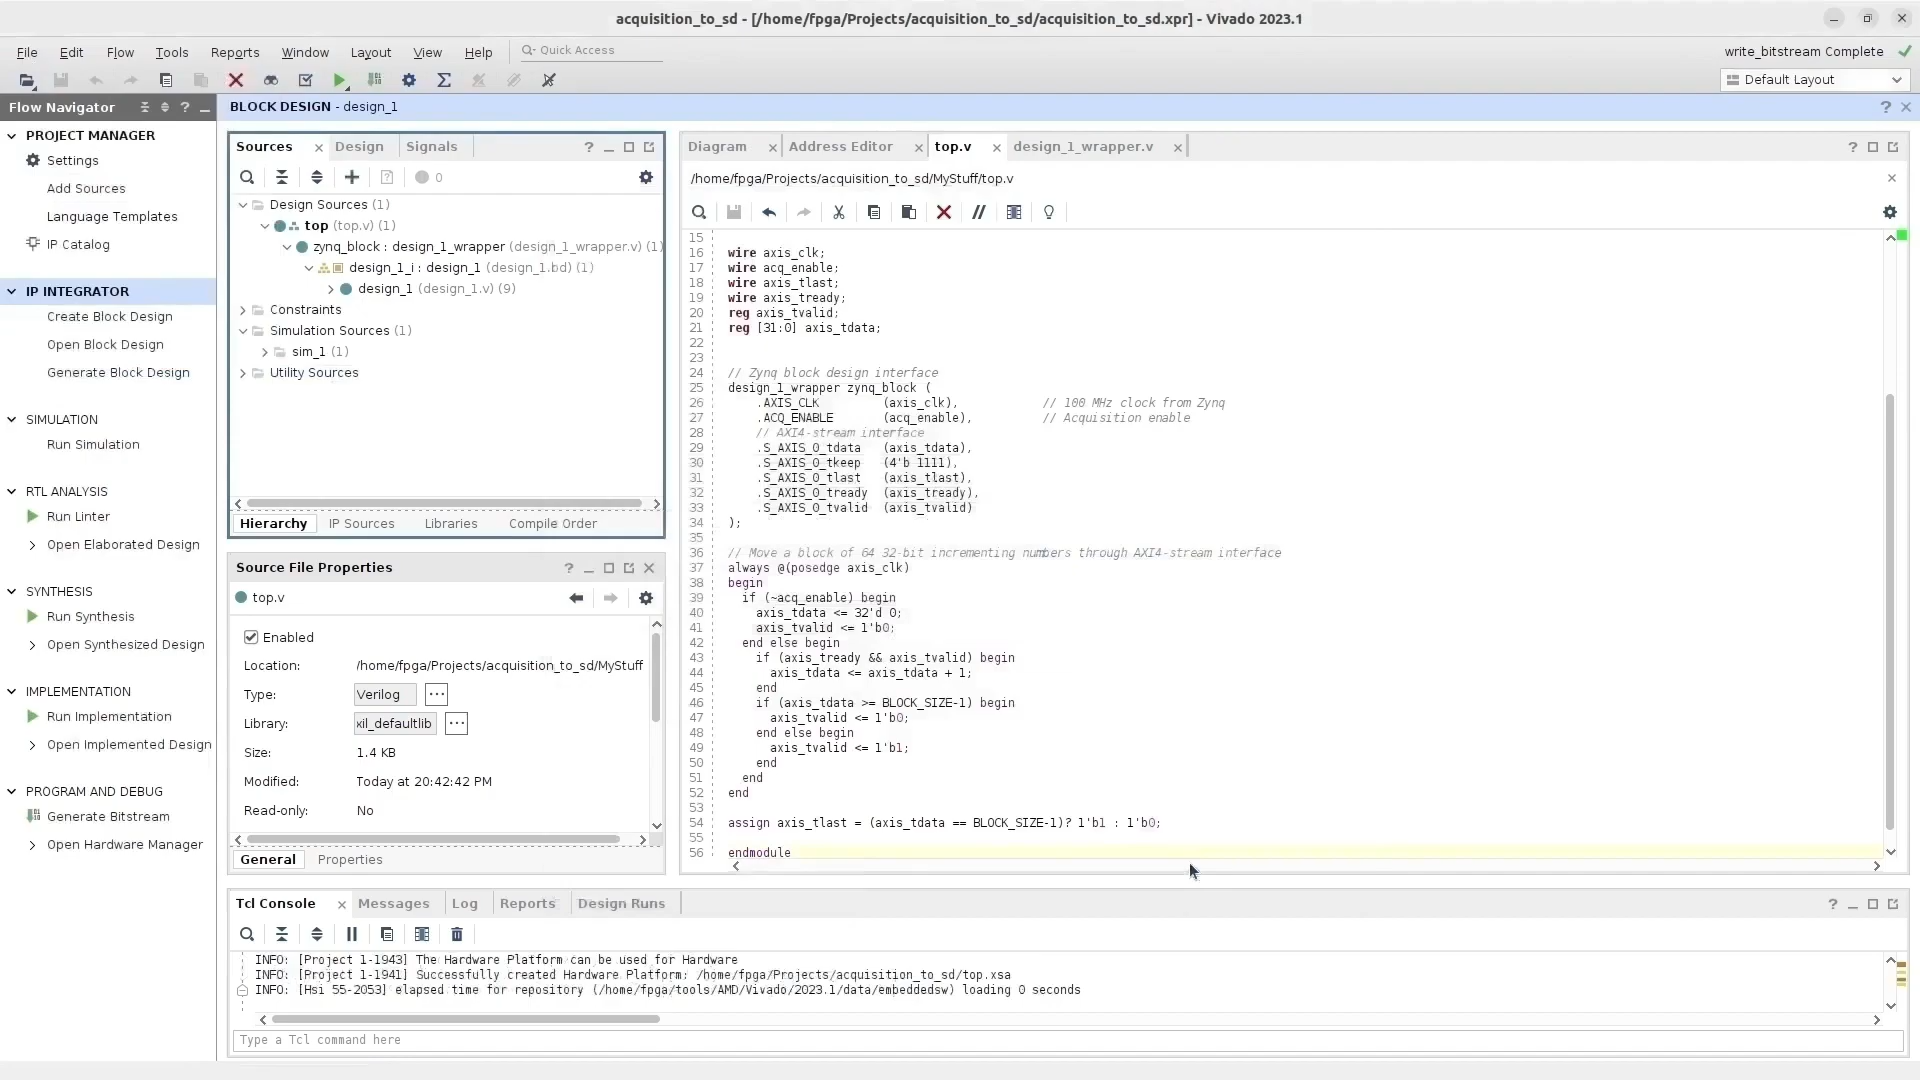 acquisition_to_sd - [/home/fpga/Projects/acquisition_to_sd/acquisition_to_sd.xpr] - Vivado 2023.1
File Edit Flow Tools Reports Window Layout View Help Quick Access
write_bitstream Complete
Default Layout
Flow Navigator
PROJECT MANAGER
Settings
Add Sources
Language Templates
IP Catalog
IP INTEGRATOR
Create Block Design
Open Block Design
Generate Block Design
SIMULATION
Run Simulation
RTL ANALYSIS
Run Linter
Open Elaborated Design
SYNTHESIS
Run Synthesis
Open Synthesized Design
IMPLEMENTATION
Run Implementation
Open Implemented Design
PROGRAM AND DEBUG
Generate Bitstream
Open Hardware Manager
BLOCK DESIGN - design_1
Sources Design Signals
0
Design Sources (1)
top (top.v) (1)
zynq_block : design_1_wrapper (design_1_wrapper.v) (1)
design_1_i : design_1 (design_1.bd) (1)
design_1 (design_1.v) (9)
Constraints
Simulation Sources (1)
sim_1 (1)
Utility Sources
Hierarchy IP Sources Libraries Compile Order
Source File Properties
top.v
Enabled
Location: /home/fpga/Projects/acquisition_to_sd/MyStuff
Type: Verilog ...
Library: xil_defaultlib ...
Size: 1.4 KB
Modified: Today at 20:42:42 PM
Read-only: No
General Properties
Diagram Address Editor top.v design_1_wrapper.v
/home/fpga/Projects/acquisition_to_sd/MyStuff/top.v
15
16 wire axis_clk;
17 wire acq_enable;
18 wire axis_tlast;
19 wire axis_tready;
20 reg axis_tvalid;
21 reg [31:0] axis_tdata;
22
23
24 // Zynq block design interface
25 design_1_wrapper zynq_block (
26 .AXIS_CLK (axis_clk), // 100 MHz clock from Zynq
27 .ACQ_ENABLE (acq_enable), // Acquisition enable
28 // AXI4-stream interface
29 .S_AXIS_0_tdata (axis_tdata),
30 .S_AXIS_0_tkeep (4'b 1111),
31 .S_AXIS_0_tlast (axis_tlast),
32 .S_AXIS_0_tready (axis_tready),
33 .S_AXIS_0_tvalid (axis_tvalid)
34 );
35
36 // Move a block of 64 32-bit incrementing numbers through AXI4-stream interface
37 always @(posedge axis_clk)
38 begin
39 if (~acq_enable) begin
40 axis_tdata <= 32'd 0;
41 axis_tvalid <= 1'b0;
42 end else begin
43 if (axis_tready && axis_tvalid) begin
44 axis_tdata <= axis_tdata + 1;
45 end
46 if (axis_tdata >= BLOCK_SIZE-1) begin
47 axis_tvalid <= 1'b0;
48 end else begin
49 axis_tvalid <= 1'b1;
50 end
51 end
52 end
53
54 assign axis_tlast = (axis_tdata == BLOCK_SIZE-1)? 1'b1 : 1'b0;
55
56 endmodule
Tcl Console Messages Log Reports Design Runs
INFO: [Project 1-1943] The Hardware Platform can be used for Hardware
INFO: [Project 1-1941] Successfully created Hardware Platform: /home/fpga/Projects/acquisition_to_sd/top.xsa
INFO: [Hsi 55-2053] elapsed time for repository (/home/fpga/tools/AMD/Vivado/2023.1/data/embeddedsw) loading 0 seconds
Type a Tcl command here